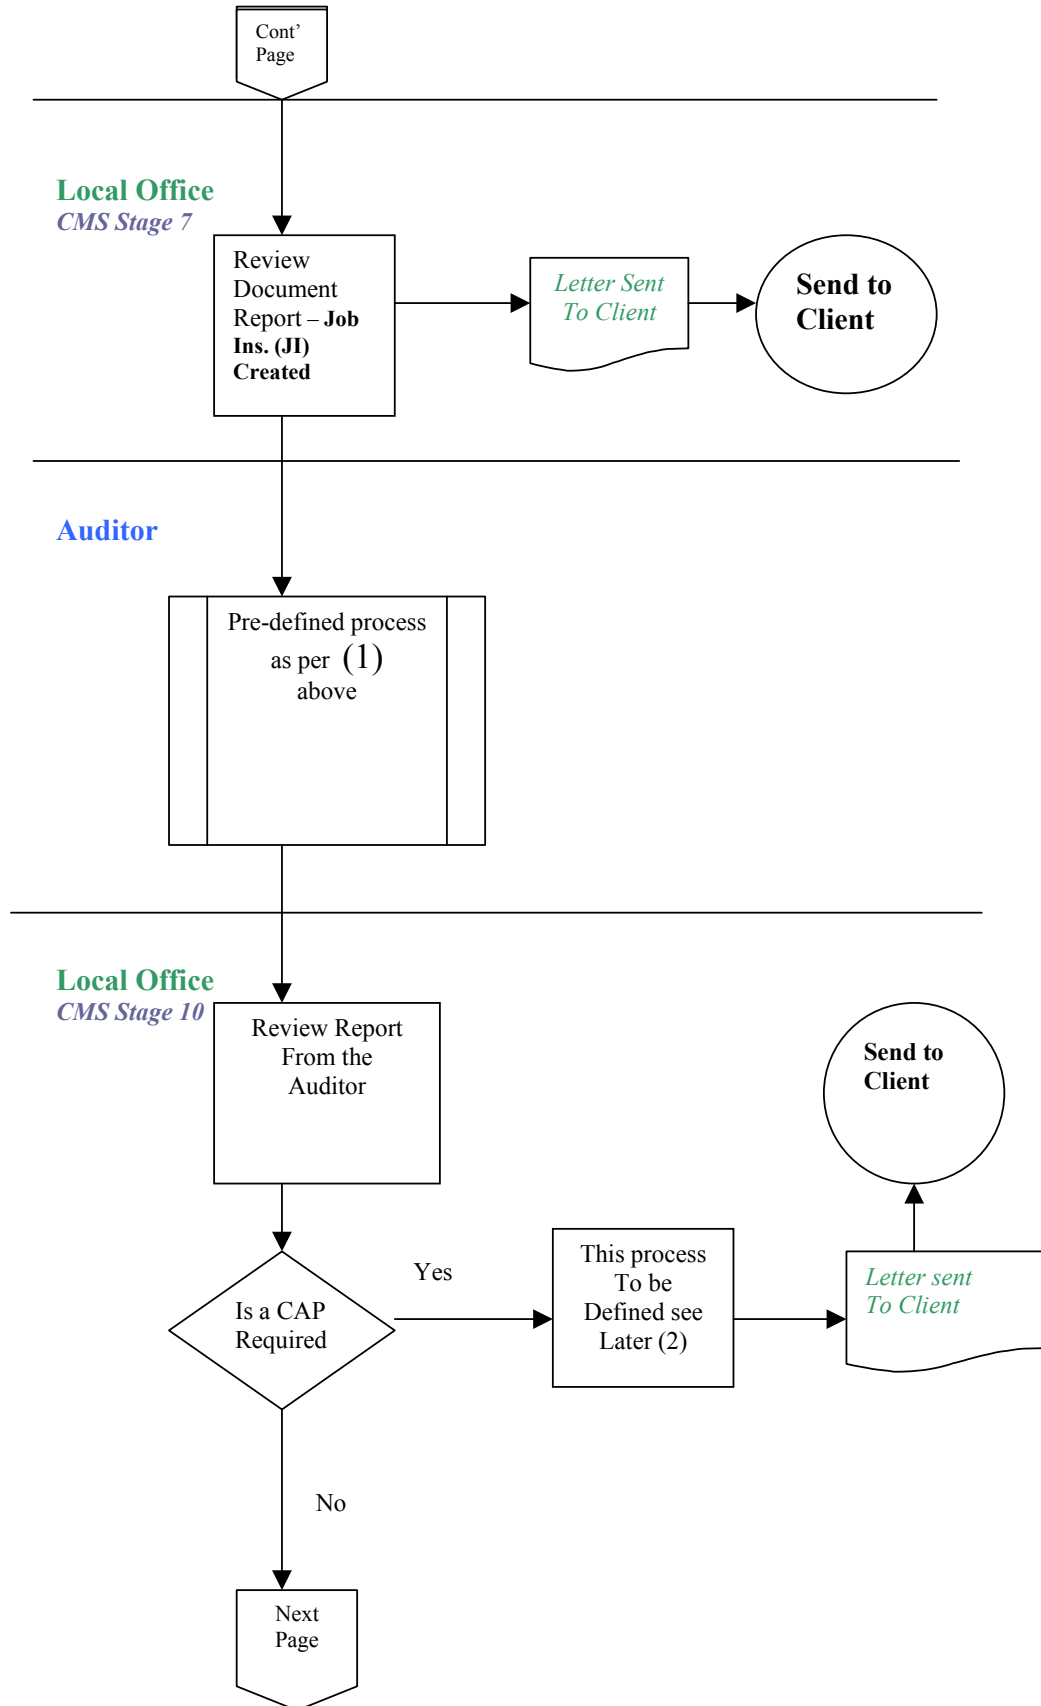 Cont’
Page
Local Office
CMS Stage 7
Review
Document
Report – Job
Ins. (JI)
Created
Letter Sent
To Client
Send to
Client
Auditor
Pre-defined process
as per (1)
above
Local Office
CMS Stage 10
Review Report
From the
Auditor
Send to
Client
Is a CAP
Required
Yes
This process
To be
Defined see
Later (2)
Letter sent
To Client
No
Next
Page